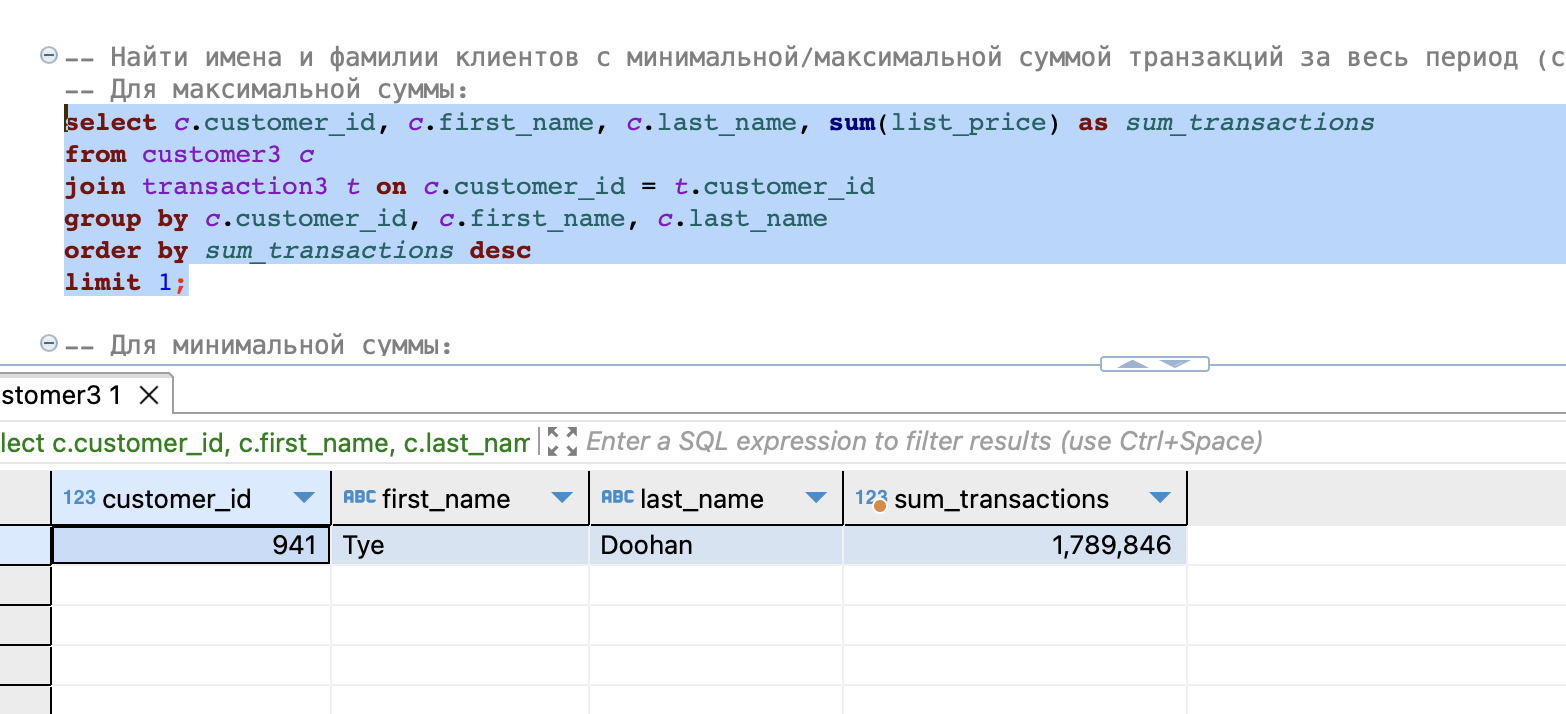 -- Найти имена и фамилии клиентов с минимальной/максимальной суммой транзакций за весь период (с
-- Для максимальной суммы:
select c.customer_id, c.first_name, c.last_name, sum(list_price) as sum_transactions
from customer3 c
join transaction3 t on c.customer_id = t.customer_id
group by c.customer_id, c.first_name, c.last_name
order by sum_transactions desc
limit 1;
-- Для минимальной суммы:
stomer3 1
lect c.customer_id, c.first_name, c.last_nam Enter a SQL expression to filter results (use Ctrl+Space)
123 customer_id ABC first_name ABC last_name 123 sum_transactions
941 Tye Doohan 1,789,846